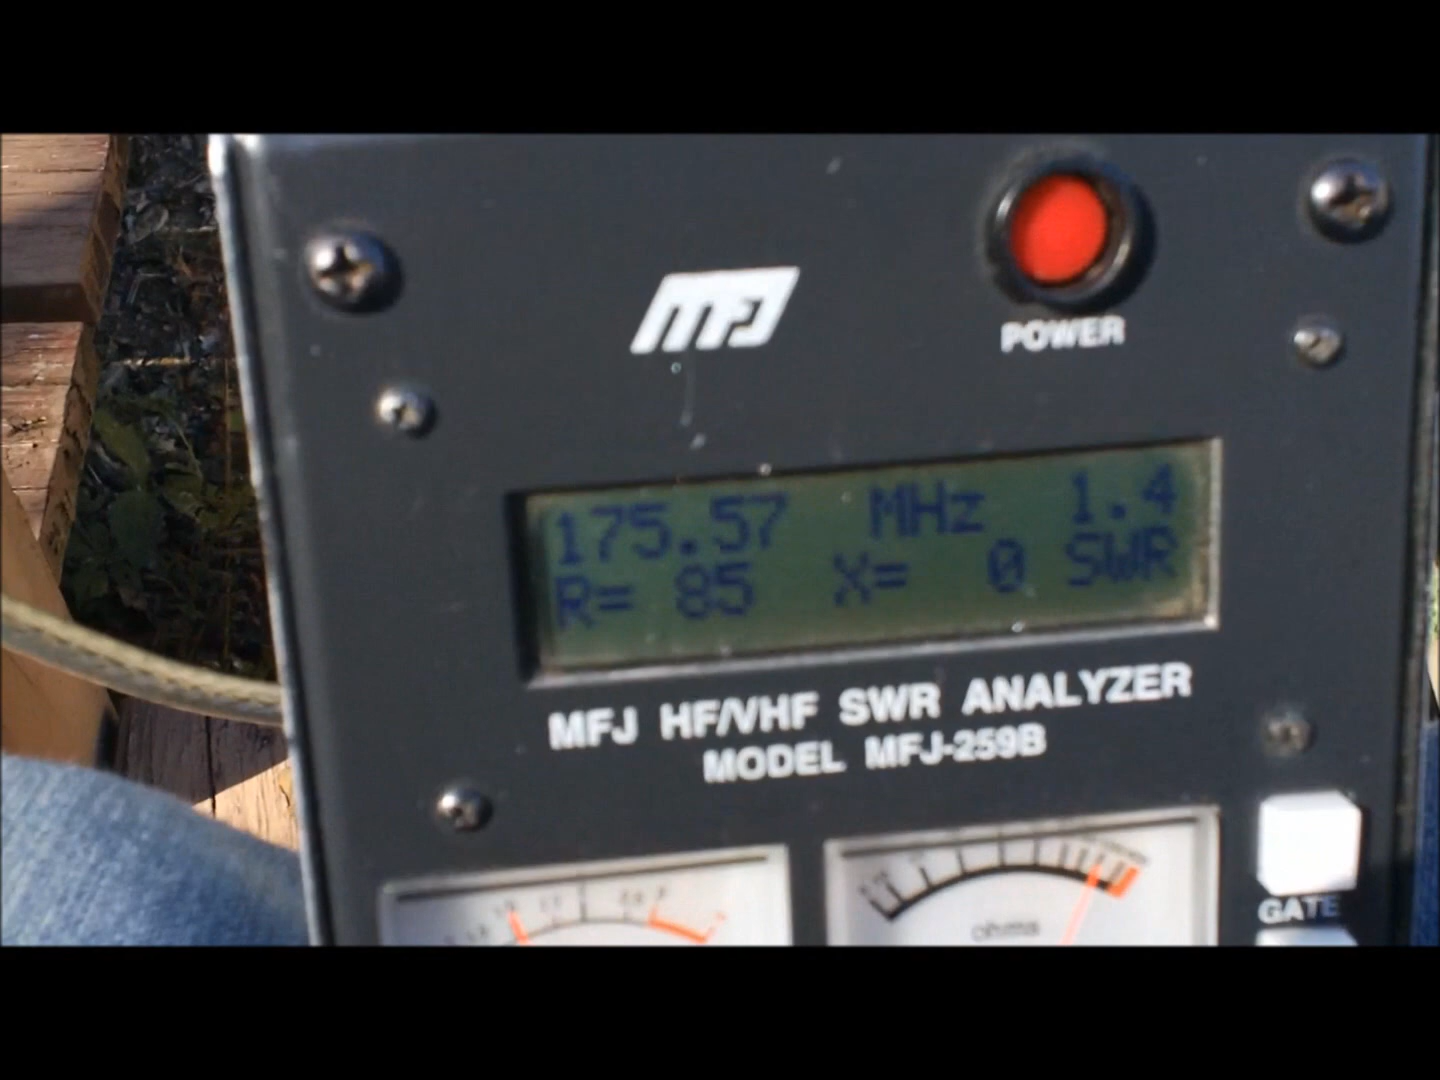 MFJ
POWER
175.57 MHz 1.4
R= 85 X= 0 SWR
MFJ HF/VHF SWR ANALYZER
MODEL MFJ-259B
ohms
GATE